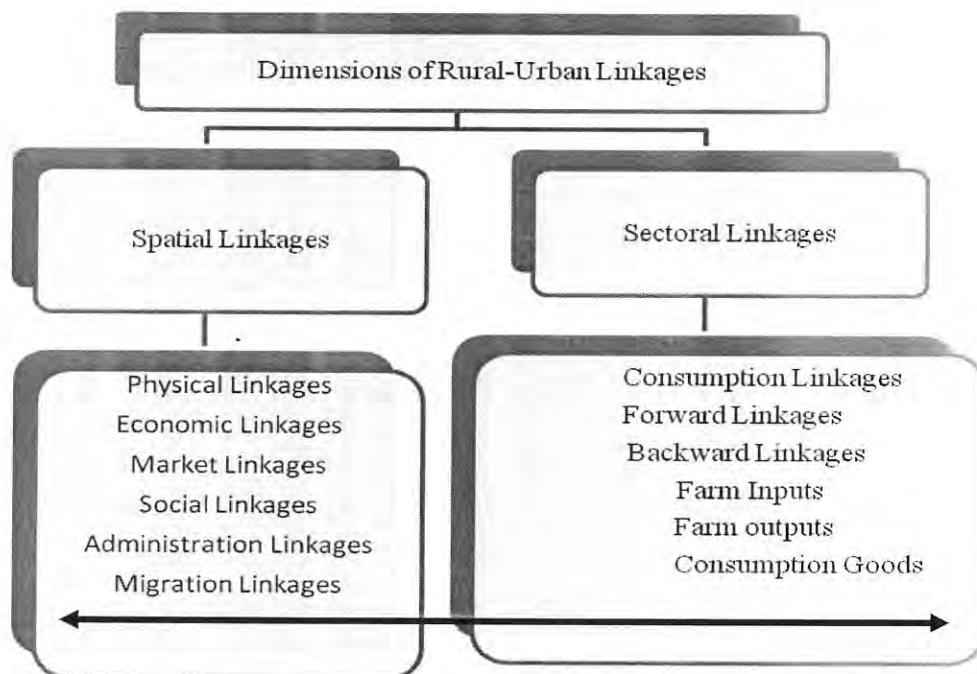 Dimensions of Rural-Urban Linkages
Spatial Linkages
Sectoral Linkages
Physical Linkages
Economic Linkages
Market Linkages
Social Linkages
Administration Linkages
Migration Linkages
Consumption Linkages
Forward Linkages
Backward Linkages
Farm Inputs
Farm outputs
Consumption Goods